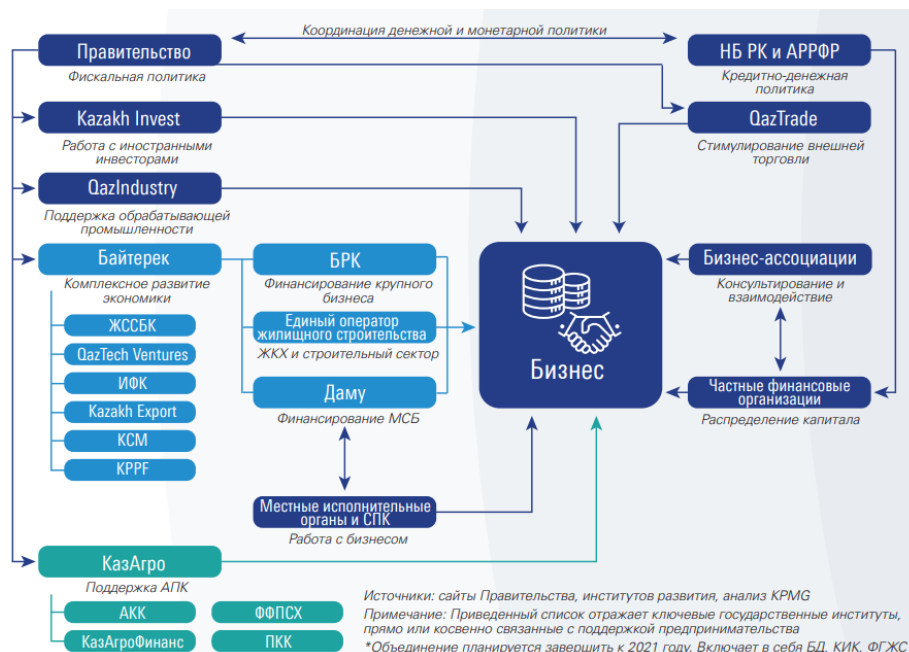 Координация денежной и монетарной политики
Правительство
Фискальная политика
НБ РК и АРРФР
Кредитно-денежная
политика
Kazakh Invest
Работа с иностранными
инвесторами
QazTrade
Стимулирование внешней
торговли
QazIndustry
Поддержка обрабатывающей
промышленности
Байтерек
Комплексное развитие
экономики
ЖССБК
QazTech Ventures
ИФК
Kazakh Export
КСМ
KPPF
БРК
Финансирование крупного
бизнеса
Единый оператор
жилищного строительства
ЖКХ и строительный сектор
Даму
Финансирование МСБ
Местные исполнительные
органы и СПК
Работа с бизнесом
Бизнес
Бизнес-ассоциации
Консультирование и
взаимодействие
Частные финансовые
организации
Распределение капитала
КазАгро
Поддержка АПК
АКК
ФФПСХ
КазАгроФинанс
ПКК
Источники: сайты Правительства, институтов развития, анализ KPMG
Примечание: Приведенный список отражает ключевые государственные институты,
прямо или косвенно связанные с поддержкой предпринимательства
*Объединение планируется завершить к 2021 году. Включает в себя БД, КИК, ФГЖС